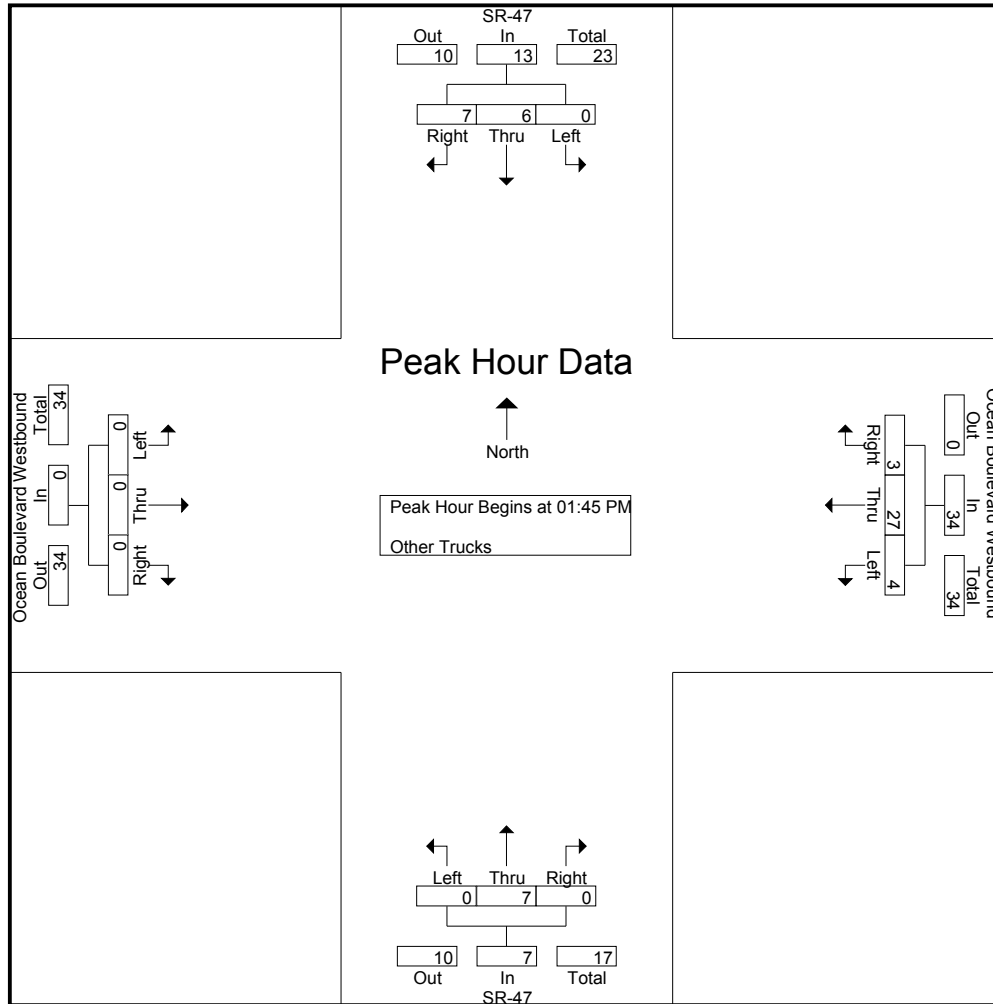 SR-47
Out In Total
10 13 23
7 6 0
Right Thru Left
Peak Hour Data
North
Peak Hour Begins at 01:45 PM
Other Trucks
Ocean Boulevard Westbound
Out In Total
34 0 34
Right Thru Left
0 0 0
Ocean Boulevard Westbound
Out In Total
0 34 34
Right Thru Left
3 27 4
Left Thru Right
0 7 0
10 7 17
Out In Total
SR-47